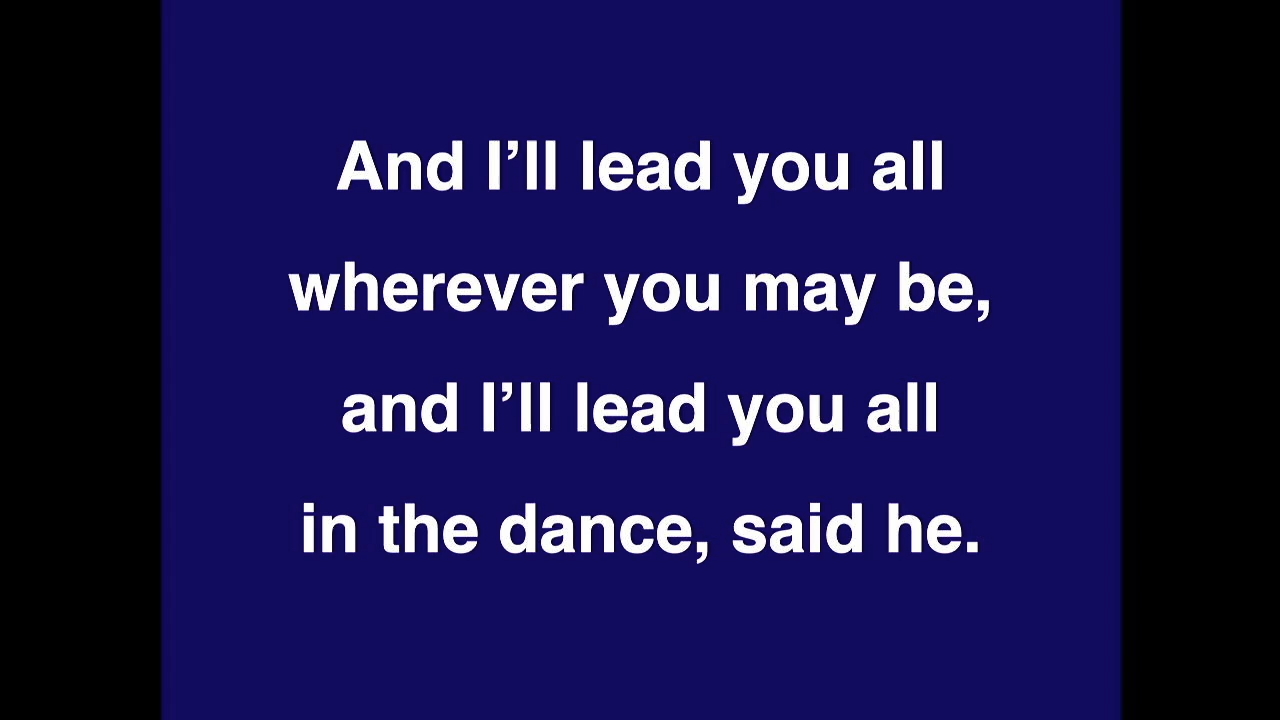 And I’ll lead you all
wherever you may be,
and I’ll lead you all
in the dance, said he.